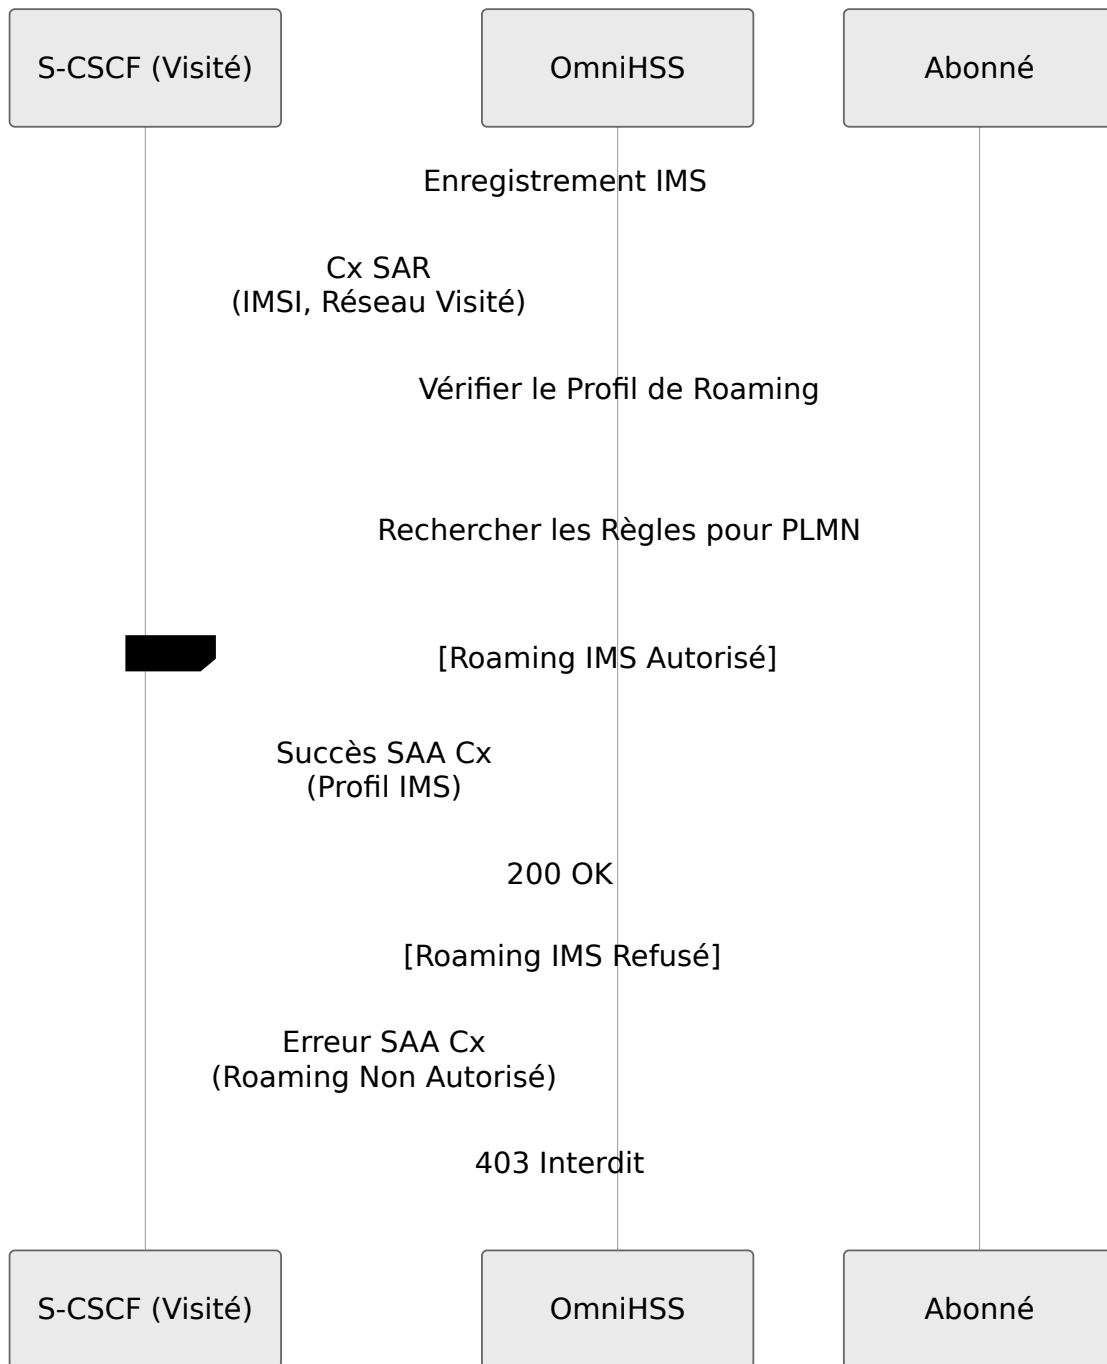 S-CSCF (Visité)
OmniHSS
Abonné
Enregistrement IMS
Cx SAR
(IMSI, Réseau Visité)
Vérifier le Profil de Roaming
Rechercher les Règles pour PLMN
[Roaming IMS Autorisé]
Succès SAA Cx
(Profil IMS)
200 OK
[Roaming IMS Refusé]
Erreur SAA Cx
(Roaming Non Autorisé)
403 Interdit
S-CSCF (Visité)
OmniHSS
Abonné